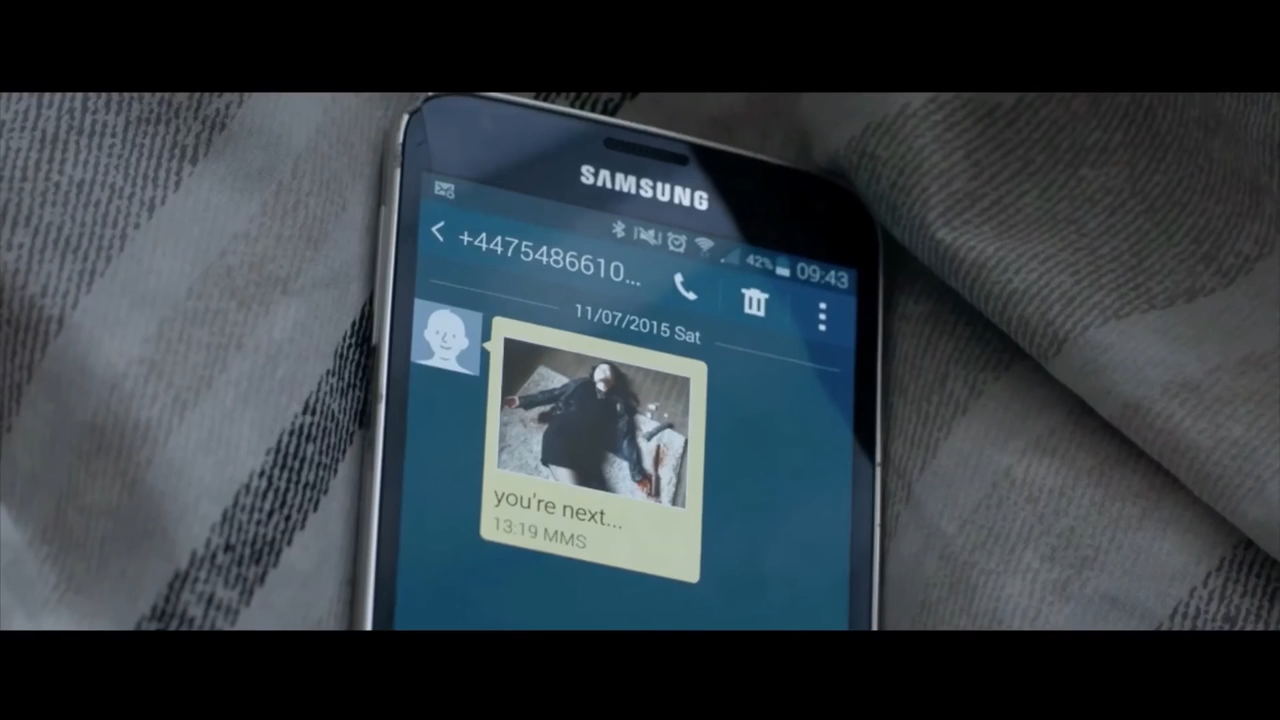 SAMSUNG
42% 09:43
+4475486610...
11/07/2015 Sat
you're next...
13:19 MMS